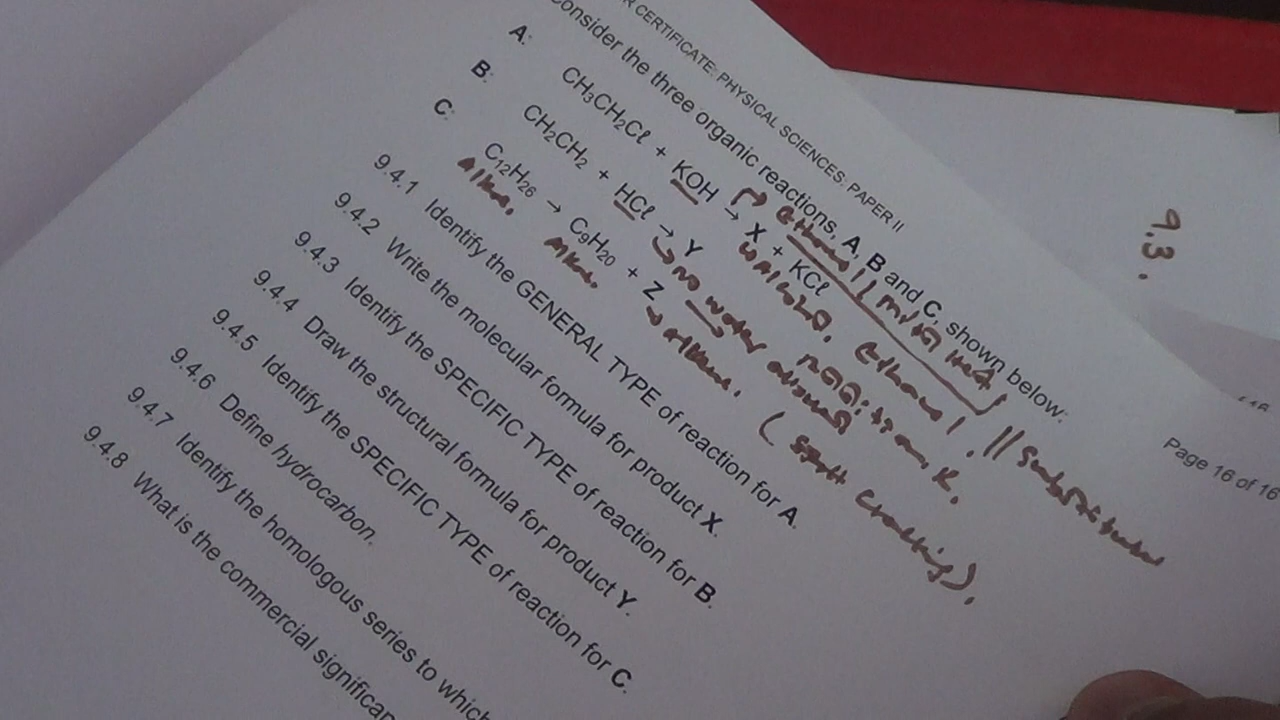 R CERTIFICATE: PHYSICAL SCIENCES: PAPER II
Consider the three organic reactions, A, B and C, shown below:
A: CH₃CH₂Cℓ + KOH → X + KCℓ
B: CH₂CH₂ + HCℓ → Y
C: C₁₂H₂₆ → C₉H₂₀ + Z
alcohol.
no water
(
cracking).
9.4.1 Identify the GENERAL TYPE of reaction for A.
9.4.2 Write the molecular formula for product X.
9.4.3 Identify the SPECIFIC TYPE of reaction for B.
9.4.4 Draw the structural formula for product Y.
9.4.5 Identify the SPECIFIC TYPE of reaction for C.
9.4.6 Define hydrocarbon.
9.4.7 Identify the homologous series to which
9.4.8 What is the commercial significan
Page 16 of 16
9.3.